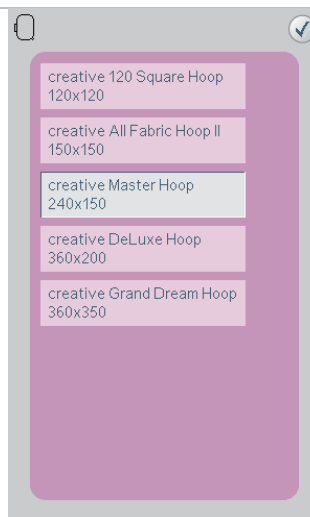 creative 120 Square Hoop
120x120
creative All Fabric Hoop II
150x150
creative Master Hoop
240x150
creative DeLuxe Hoop
360x200
creative Grand Dream Hoop
360x350